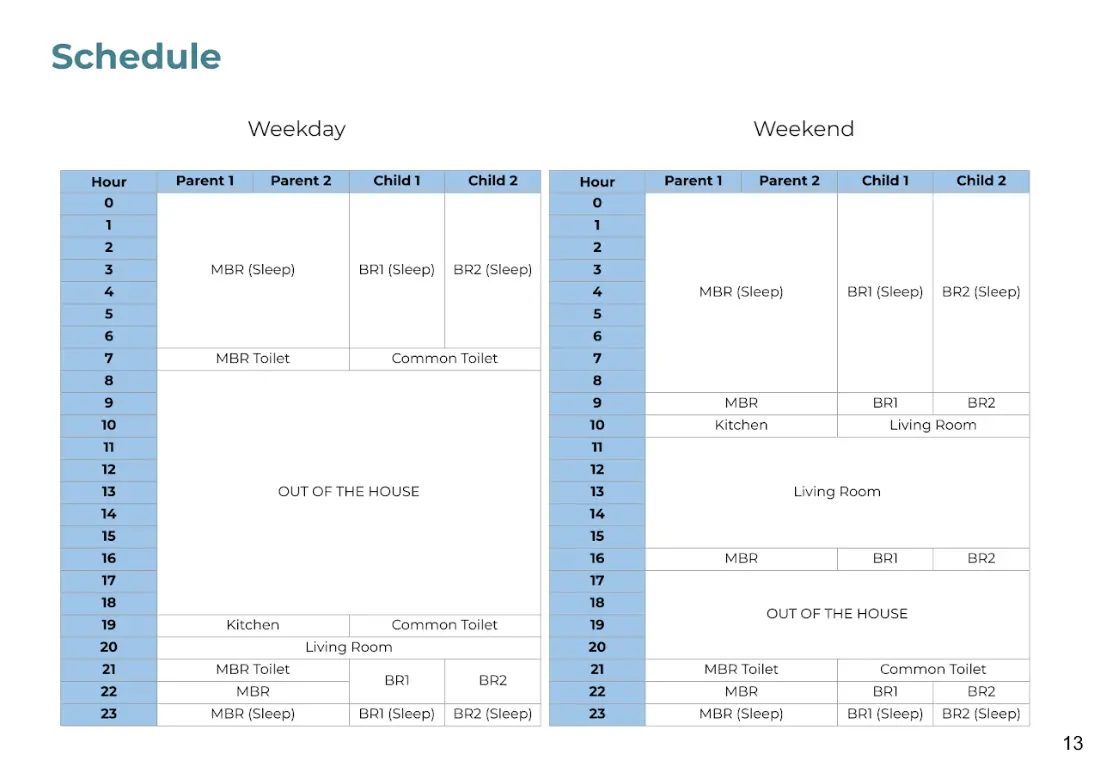 Schedule
Weekday
Hour Parent 1 Parent 2 Child 1 Child 2
0
1
2
3 MBR (Sleep) BR1 (Sleep) BR2 (Sleep)
4
5
6
7 MBR Toilet Common Toilet
8
9
10
11
12
13 OUT OF THE HOUSE
14
15
16
17
18
19 Kitchen Common Toilet
20 Living Room
21 MBR Toilet
BR1 BR2
22 MBR
23 MBR (Sleep) BR1 (Sleep) BR2 (Sleep)
Weekend
Hour Parent 1 Parent 2 Child 1 Child 2
0
1
2
3
4 MBR (Sleep) BR1 (Sleep) BR2 (Sleep)
5
6
7
8
9 MBR BR1 BR2
10 Kitchen Living Room
11
12
13 Living Room
14
15
16 MBR BR1 BR2
17
18
OUT OF THE HOUSE
19
20
21 MBR Toilet Common Toilet
22 MBR BR1 BR2
23 MBR (Sleep) BR1 (Sleep) BR2 (Sleep)
13